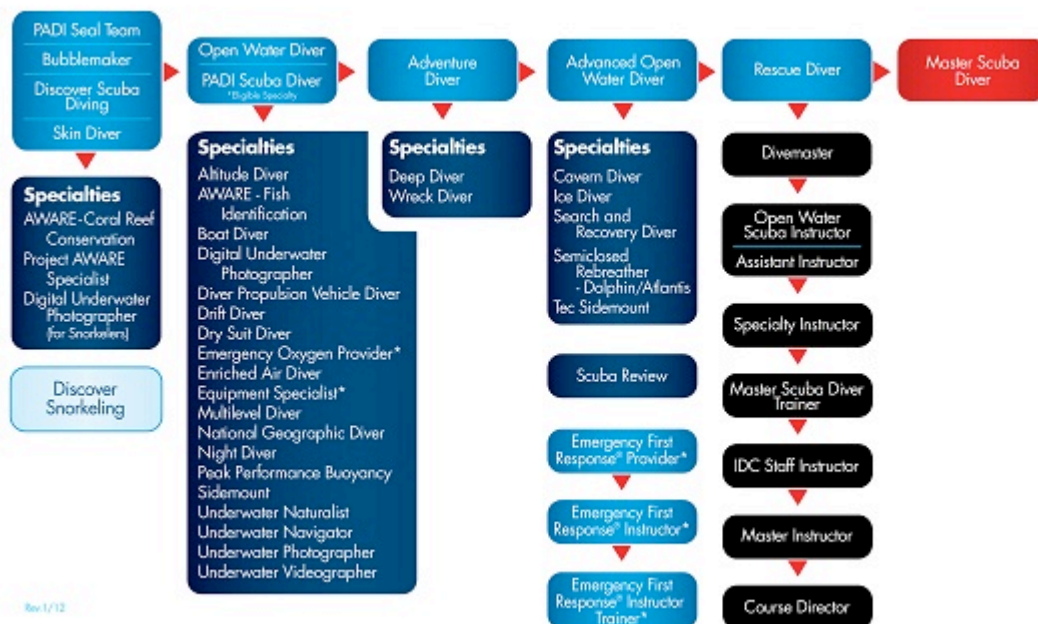 PADI Seal Team
Bubblemaker
Discover Scuba
Diving
Skin Diver
Specialties
AWARE-Coral Reef
Conservation
Project AWARE
Specialist
Digital Underwater
Photographer
(for Snorkelers)
Discover
Snorkeling
Open Water Diver
PADI Scuba Diver
*Eligible Specialty
Specialties
Altitude Diver
AWARE - Fish
Identification
Boat Diver
Digital Underwater
Photographer
Diver Propulsion Vehicle Diver
Drift Diver
Dry Suit Diver
Emergency Oxygen Provider*
Enriched Air Diver
Equipment Specialist*
Multilevel Diver
National Geographic Diver
Night Diver
Peak Performance Buoyancy
Sidemount
Underwater Naturalist
Underwater Navigator
Underwater Photographer
Underwater Videographer
Adventure
Diver
Specialties
Deep Diver
Wreck Diver
Advanced Open
Water Diver
Specialties
Cavern Diver
Ice Diver
Search and
Recovery Diver
Semiclosed
Rebreather
- Dolphin/Atlantis
Tec Sidemount
Scuba Review
Emergency First
Response® Provider*
Emergency First
Response® Instructor*
Emergency First
Response® Instructor
Trainer*
Rescue Diver
Divemaster
Open Water
Scuba Instructor
Assistant Instructor
Specialty Instructor
Master Scuba Diver
Trainer
IDC Staff Instructor
Master Instructor
Course Director
Master Scuba
Diver
Rev 1/12